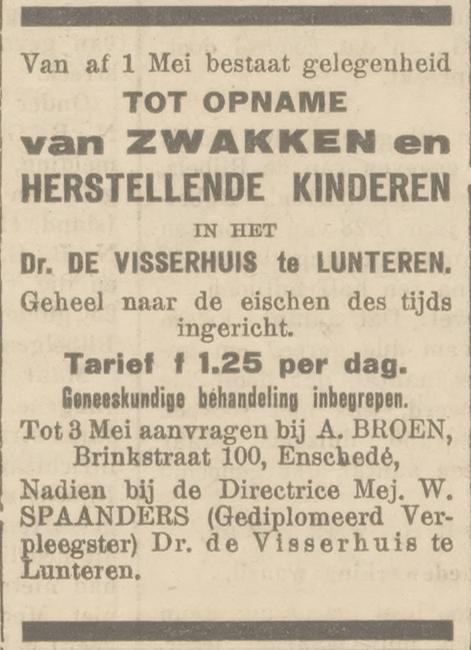 Van af 1 Mei bestaat gelegenheid
TOT OPNAME
van ZWAKKEN en
HERSTELLENDE KINDEREN
IN HET
Dr. DE VISSERHUIS te LUNTEREN.
Geheel naar de eischen des tijds
ingericht.
Tarief f 1.25 per dag.
Geneeskundige behandeling inbegrepen.
Tot 3 Mei aanvragen bij A. BROEN,
Brinkstraat 100, Enschedé,
Nadien bij de Directrice Mej. W.
SPAANDERS (Gediplomeerd Ver-
pleegster) Dr. de Visserhuis te
Lunteren.